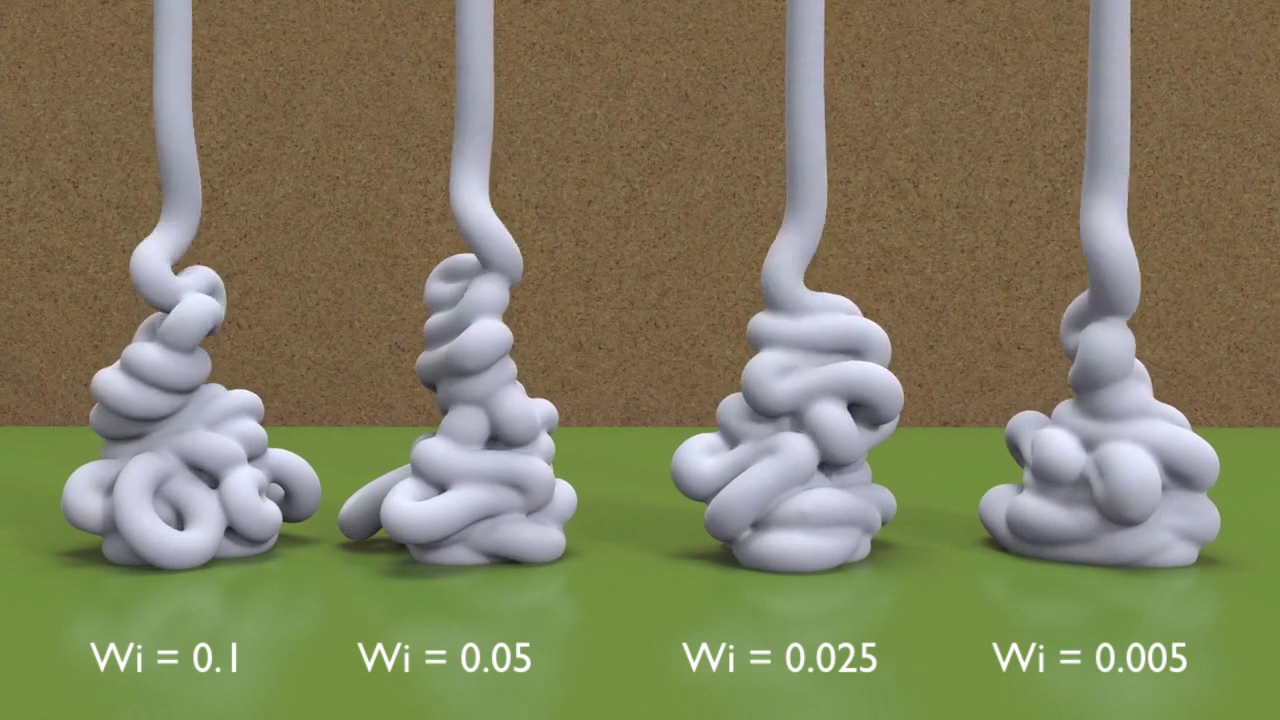 Wi = 0.1 Wi = 0.05 Wi = 0.025 Wi = 0.005